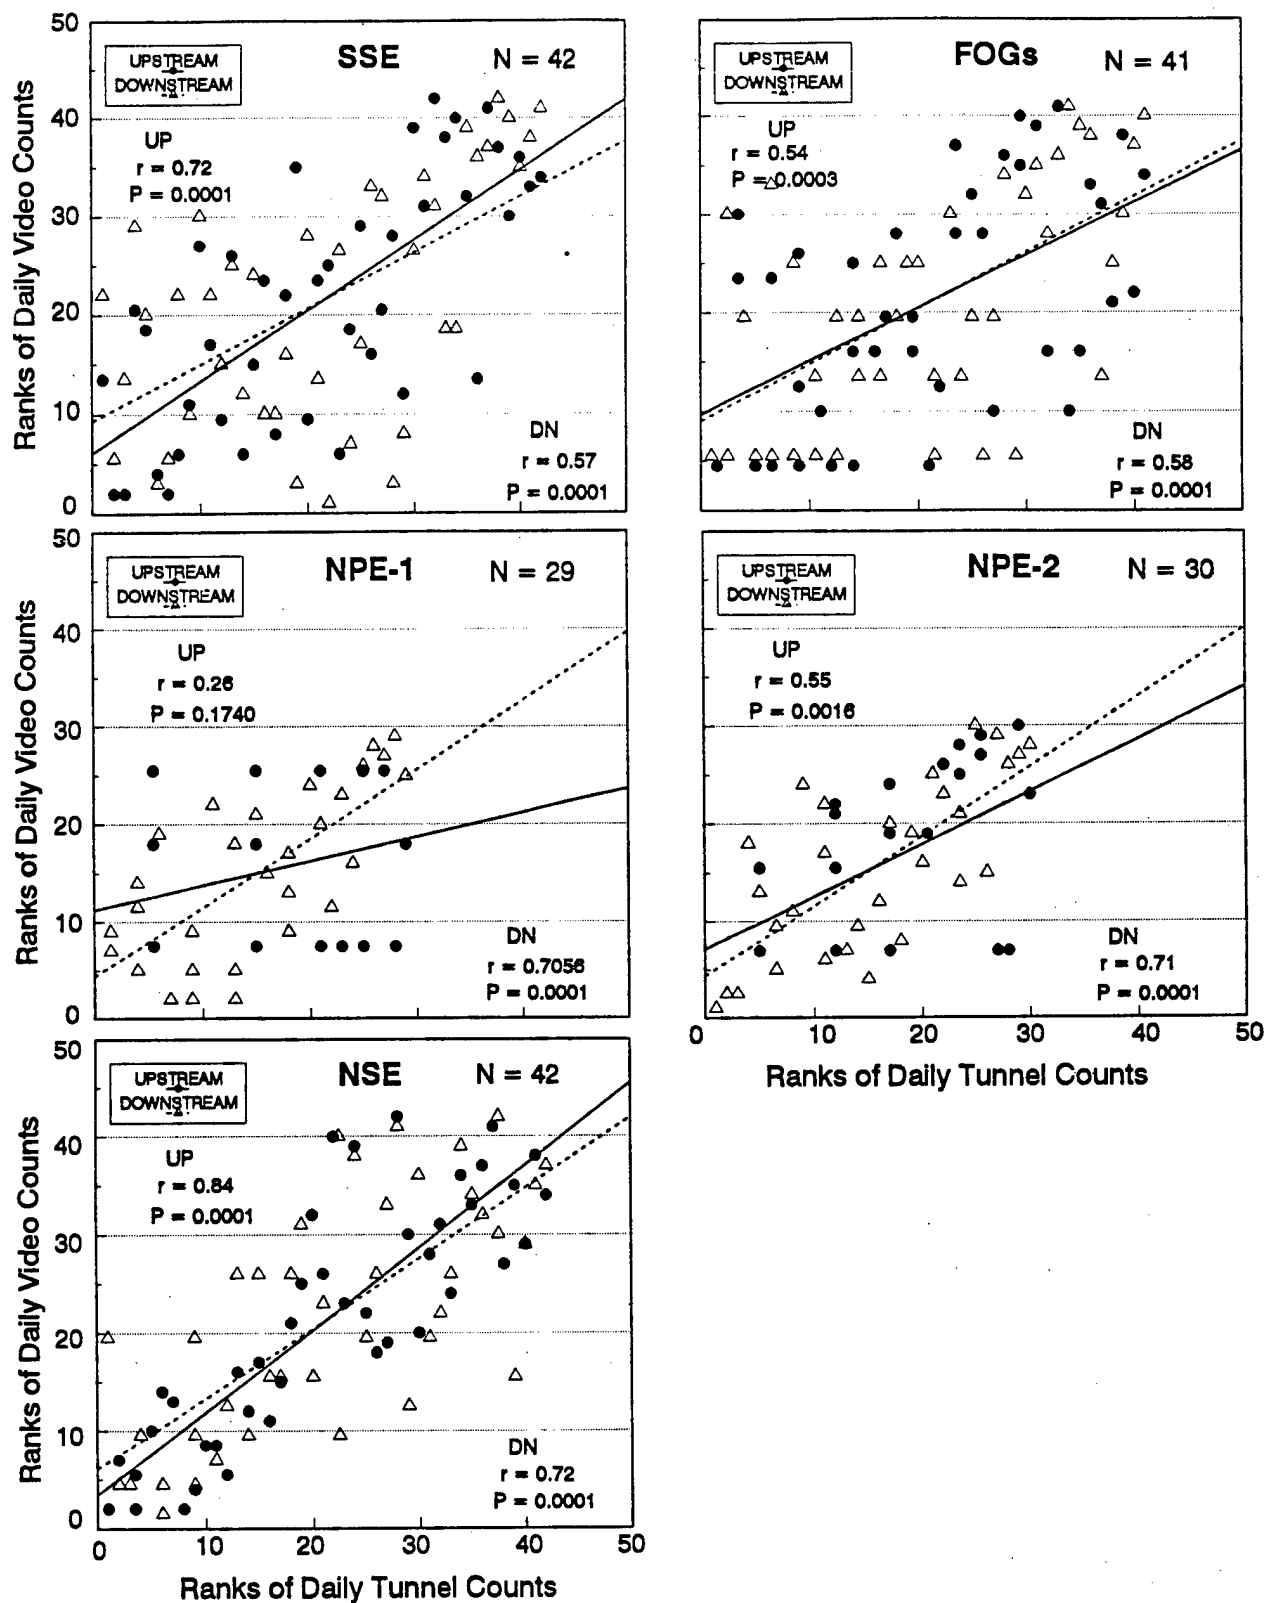 50
40
30
20
10
0
Ranks of Daily Video Counts
UPSTREAM
DOWNSTREAM
SSE
N = 42
UP
r = 0.72
P = 0.0001
DN
r = 0.57
P = 0.0001
UPSTREAM
DOWNSTREAM
FOGs
N = 41
UP
r = 0.54
P = 0.0003
DN
r = 0.58
P = 0.0001
50
40
30
20
10
0
Ranks of Daily Video Counts
UPSTREAM
DOWNSTREAM
NPE-1
N = 29
UP
r = 0.26
P = 0.1740
DN
r = 0.7056
P = 0.0001
UPSTREAM
DOWNSTREAM
NPE-2
N = 30
UP
r = 0.55
P = 0.0016
DN
r = 0.71
P = 0.0001
0 10 20 30 40 50
Ranks of Daily Tunnel Counts
50
40
30
20
10
0
Ranks of Daily Video Counts
UPSTREAM
DOWNSTREAM
NSE
N = 42
UP
r = 0.84
P = 0.0001
DN
r = 0.72
P = 0.0001
0 10 20 30 40 50
Ranks of Daily Tunnel Counts